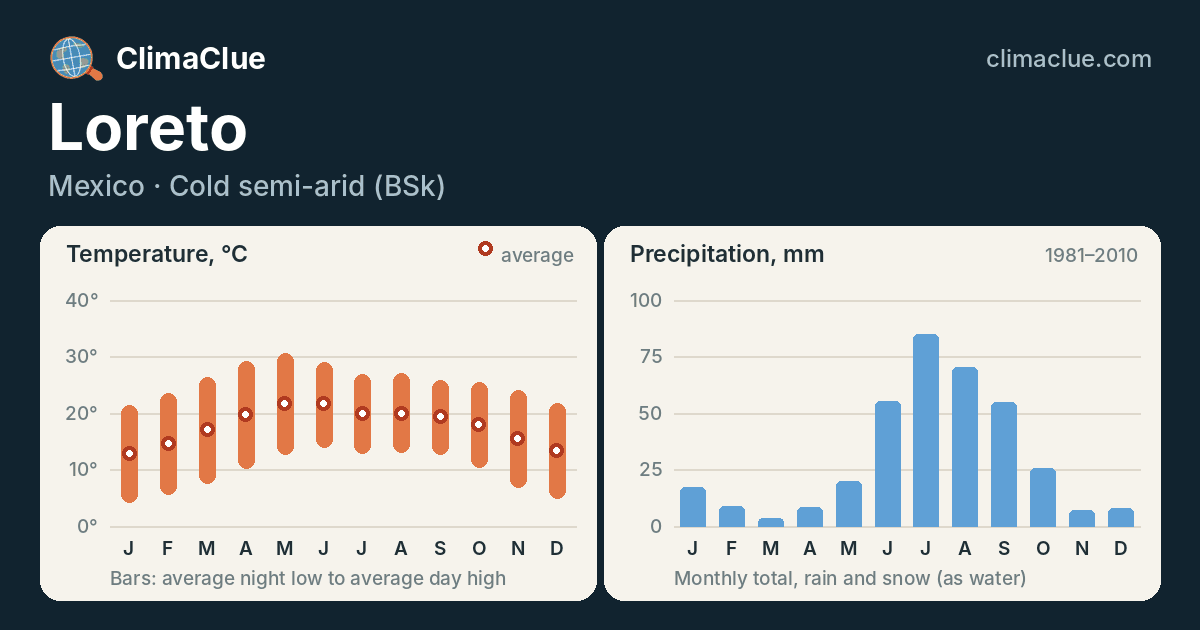 ClimaClue
climaclue.com
Loreto
Mexico · Cold semi-arid (BSk)
Temperature, °C
average
40°
30°
20°
10°
0°
J F M A M J J A S O N D
Bars: average night low to average day high
Precipitation, mm
1981–2010
100
75
50
25
0
J F M A M J J A S O N D
Monthly total, rain and snow (as water)